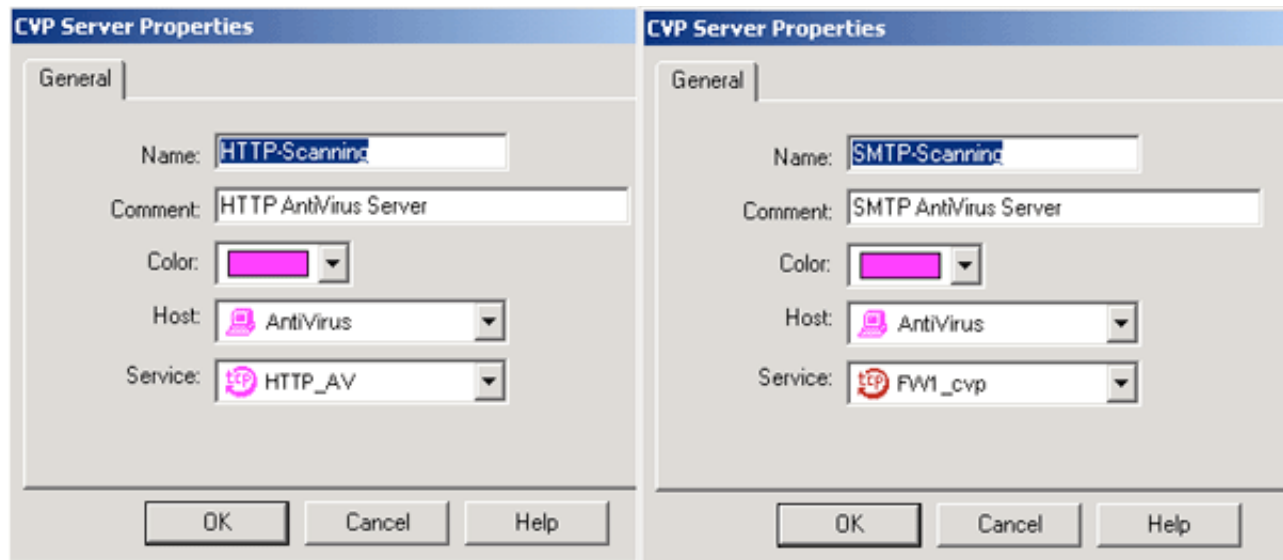 CVP Server Properties
General
Name: HTTP-Scanning
Comment: HTTP AntiVirus Server
Color:
Host: AntiVirus
Service: tcp HTTP_AV
OK Cancel Help
CVP Server Properties
General
Name: SMTP-Scanning
Comment: SMTP AntiVirus Server
Color:
Host: AntiVirus
Service: tcp FW1_cvp
OK Cancel Help